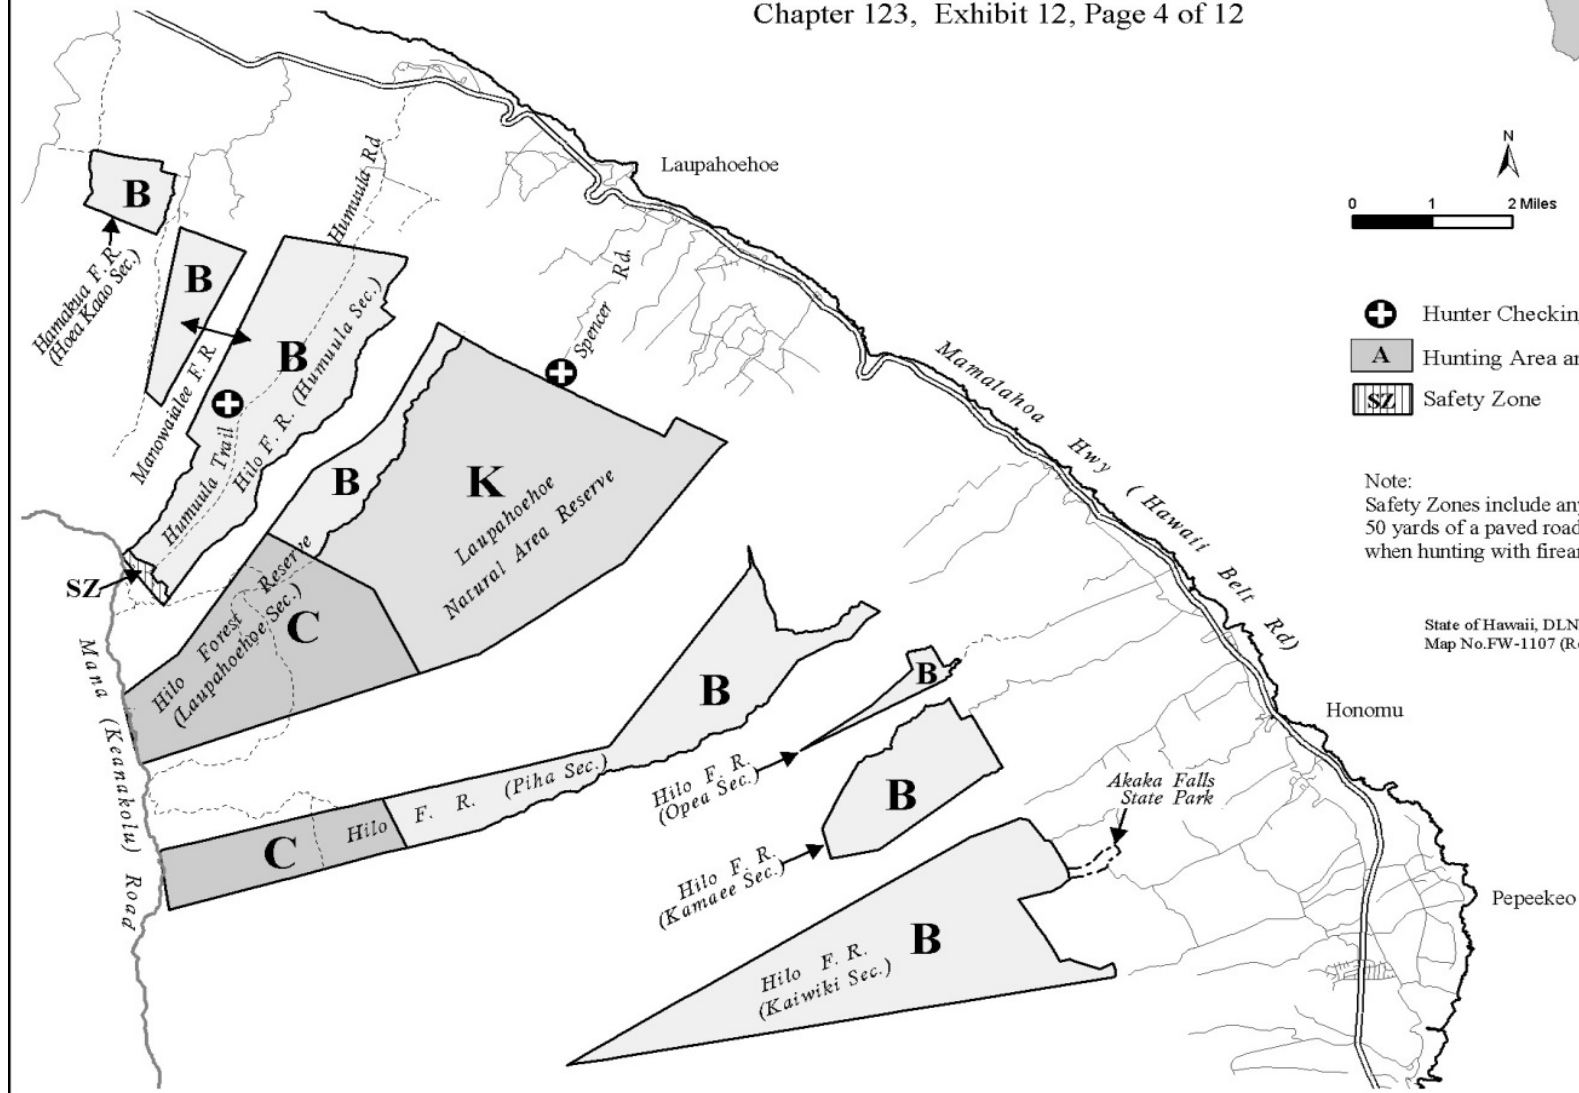 Chapter 123, Exhibit 12, Page 4 of 12
N
0 1 2 Miles
Hunter Checkin
A Hunting Area an
SZ Safety Zone
Note:
Safety Zones include any
50 yards of a paved road
when hunting with firear
State of Hawaii, DLN
Map No.FW-1107 (Re
Laupahoehoe
Humuula Rd
B
Hamakua F. R.
(Hoea Kaao Sec.)
B
Manowaialee F. R.
B
Humuula Trail
Hilo F. R. (Humuula Sec.)
Spencer Rd.
SZ
B
K
Laupahoehoe
Natural Area Reserve
Hilo Forest Reserve
(Laupahoehoe Sec.)
C
Mamalahoa Hwy (Hawaii Belt Rd)
Mana (Keanakolu) Road
B
C
Hilo F. R. (Piha Sec.)
B
Hilo F. R.
(Opea Sec.)
B
Hilo F. R.
(Kamaee Sec.)
Akaka Falls
State Park
B
Hilo F. R.
(Kaiwiki Sec.)
Honomu
Pepeekeo